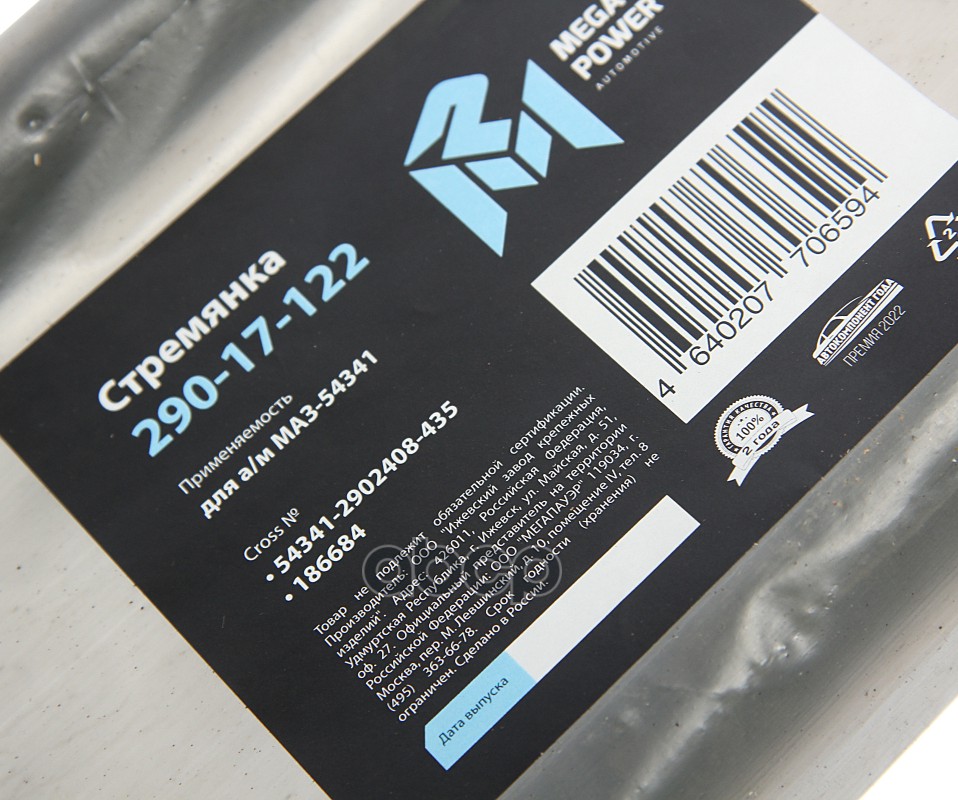 MEGA
POWER
AUTOMOTIVE
Стремянка
290-17-122
Применяемость
для а/м МАЗ-54341
Cross №
• 54341-2902408-435
• 186684
4 640207 706594
АВТОКОМПОНЕНТ ГОДА
ПРЕМИЯ 2022
ГАРАНТИЯ КАЧЕСТВА
100%
2 года
2
Товар не подлежит обязательной сертификации.
Производитель: ООО "Ижевский завод крепежных
изделий". Адрес: 426011, Российская Федерация,
Удмуртская Республика, Ижевск, ул. Майская, д. 51,
оф. 27. Официальный представитель на территории
Российской Федерации: ООО "МЕГАПАУЭР" 119034, г.
Москва, пер. М.Левшинский, д. 10, помещение IV, тел.:8
(495) 363-66-78. Срок годности (хранения) не
ограничен. Сделано в России
Дата выпуска